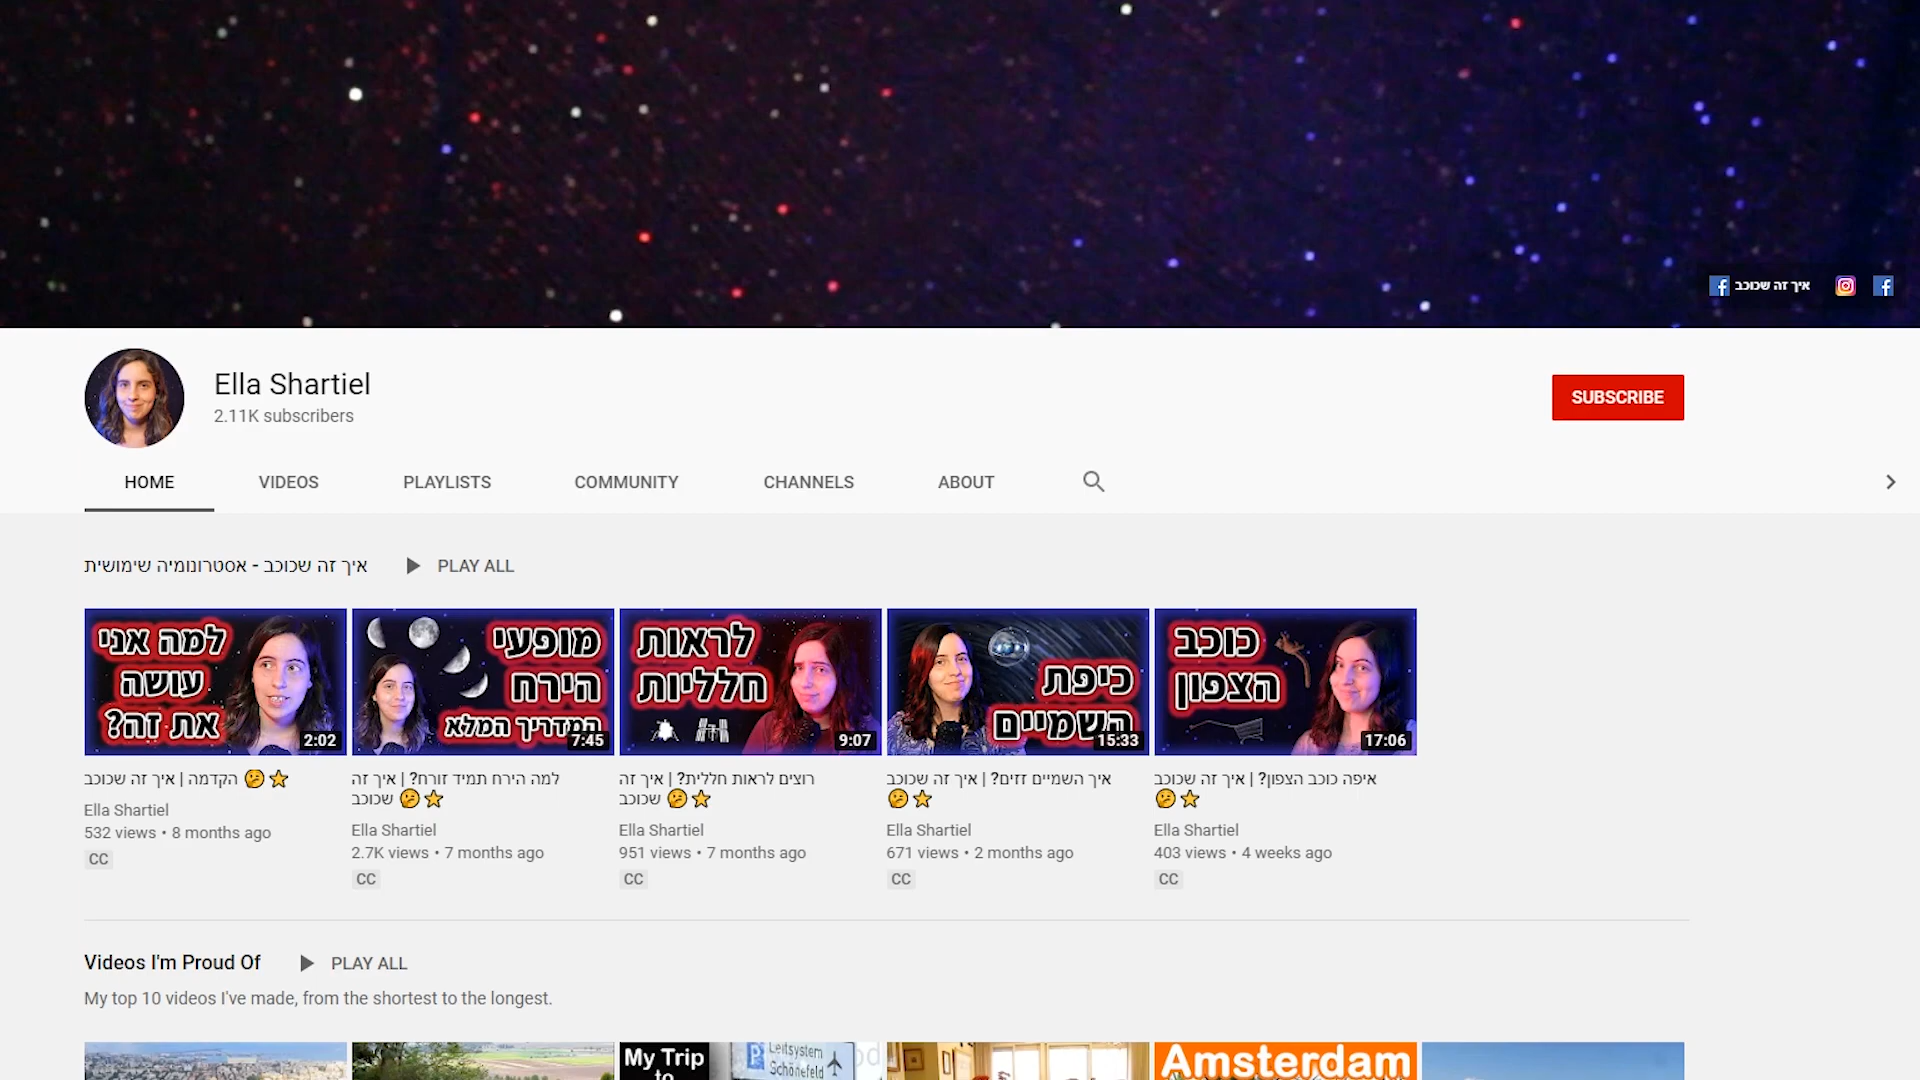 איך זה שכוכב
Ella Shartiel
2.11K subscribers
SUBSCRIBE
HOME
VIDEOS
PLAYLISTS
COMMUNITY
CHANNELS
ABOUT
איך זה שכוכב - אסטרונומיה שימושית
PLAY ALL
למה אני
עושה
את זה?
2:02
מופעי
הירח
המדריך המלא
7:45
לראות
חלליות
9:07
כיפת
השמיים
15:33
כוכב
הצפון
17:06
הקדמה | איך זה שכוכב 🤔⭐
Ella Shartiel
532 views • 8 months ago
CC
למה הירח תמיד זורח? | איך זה
שכוכב 🤔⭐
Ella Shartiel
2.7K views • 7 months ago
CC
רוצים לראות חללית? | איך זה
שכוכב 🤔⭐
Ella Shartiel
951 views • 7 months ago
CC
איך השמיים זזים? | איך זה שכוכב
🤔⭐
Ella Shartiel
671 views • 2 months ago
CC
איפה כוכב הצפון? | איך זה שכוכב
🤔⭐
Ella Shartiel
403 views • 4 weeks ago
CC
Videos I'm Proud Of
PLAY ALL
My top 10 videos I've made, from the shortest to the longest.
My Trip
to
P Leitsystem
Schönefeld
Amsterdam